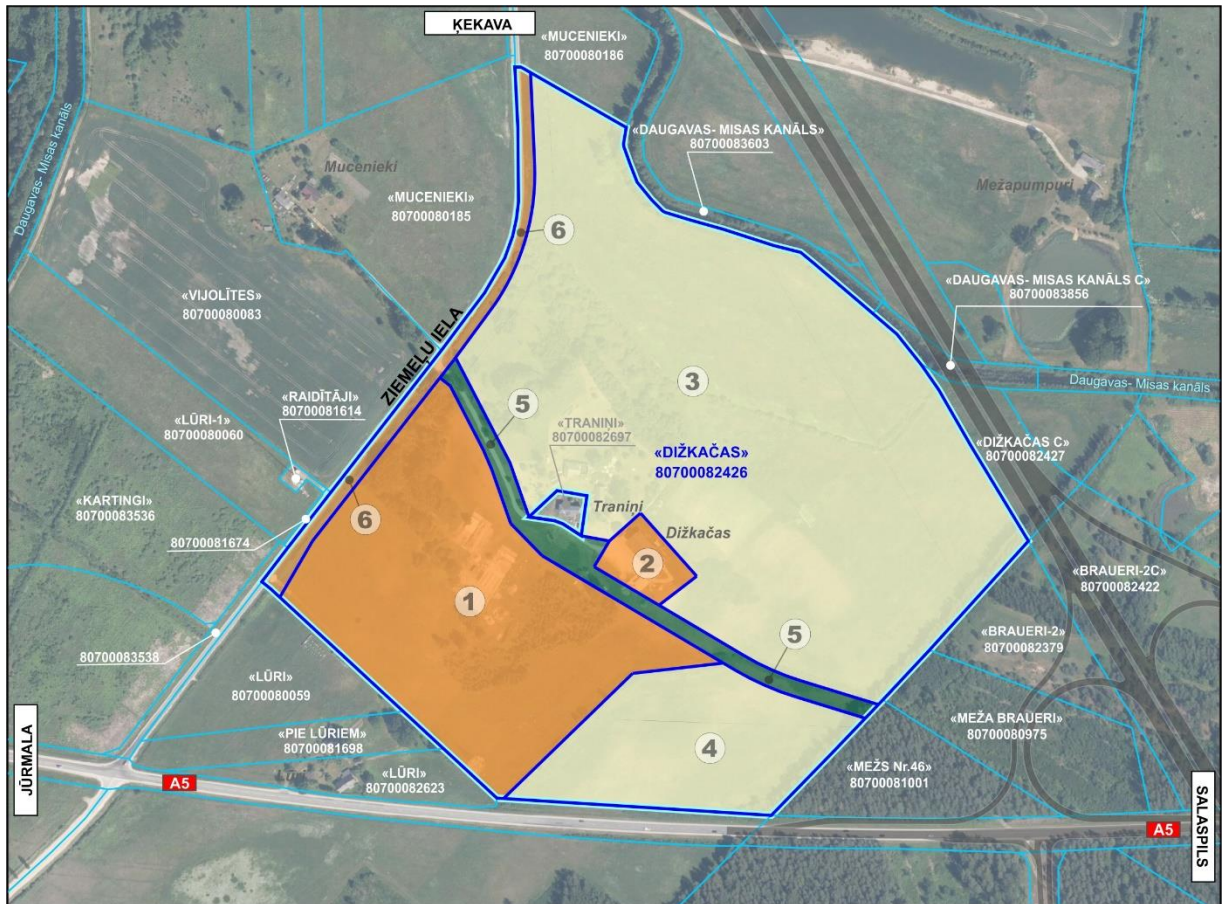 ĶEKAVA
«MUCENIEKI»
80700080186
«DAUGAVAS- MISAS KANĀLS»
80700083603
Daugavas- Misas kanāls
Mucenieki
Mežapumpuri
«MUCENIEKI»
80700080185
6
«DAUGAVAS- MISAS KANĀLS C»
80700083856
«VIJOLĪTES»
80700080083
ZIEMEĻU IELA
3
Daugavas- Misas kanāls
«RAIDĪTĀJI»
80700081614
5
«TRANIŅI»
80700082697
«LŪRI-1»
80700080060
«DIŽKAČAS»
80700082426
«DIŽKAČAS C»
80700082427
«KARTINGI»
80700083536
6
Traniņi
Dižkačas
80700081674
2
«BRAUERI-2C»
80700082422
1
5
«BRAUERI-2»
80700082379
80700083538
«LŪRI»
80700080059
«MEŽA BRAUERI»
80700080975
«PIE LŪRIEM»
80700081698
4
«MEŽS Nr.46»
80700081001
JŪRMALA
A5
Lūri
«LŪRI»
80700082623
A5
SALASPILS